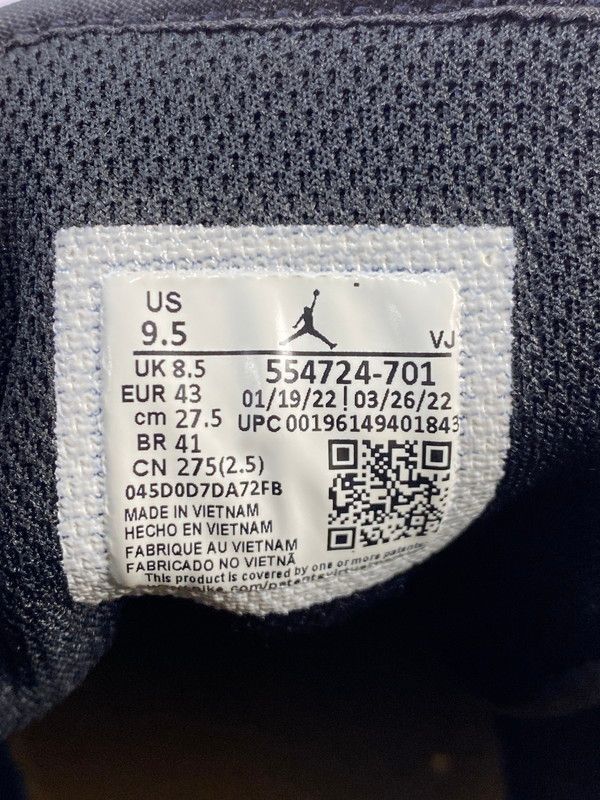 US
9.5
VJ
UK 8.5
554724-701
EUR 43
01/19/22 | 03/26/22
cm 27.5
UPC 00196149401843
BR 41
CN 275(2.5)
045D0D7DA72FB
MADE IN VIETNAM
HECHO EN VIETNAM
FABRIQUE AU VIETNAM
FABRICADO NO VIETNÃ
This product is covered by one or more patents.